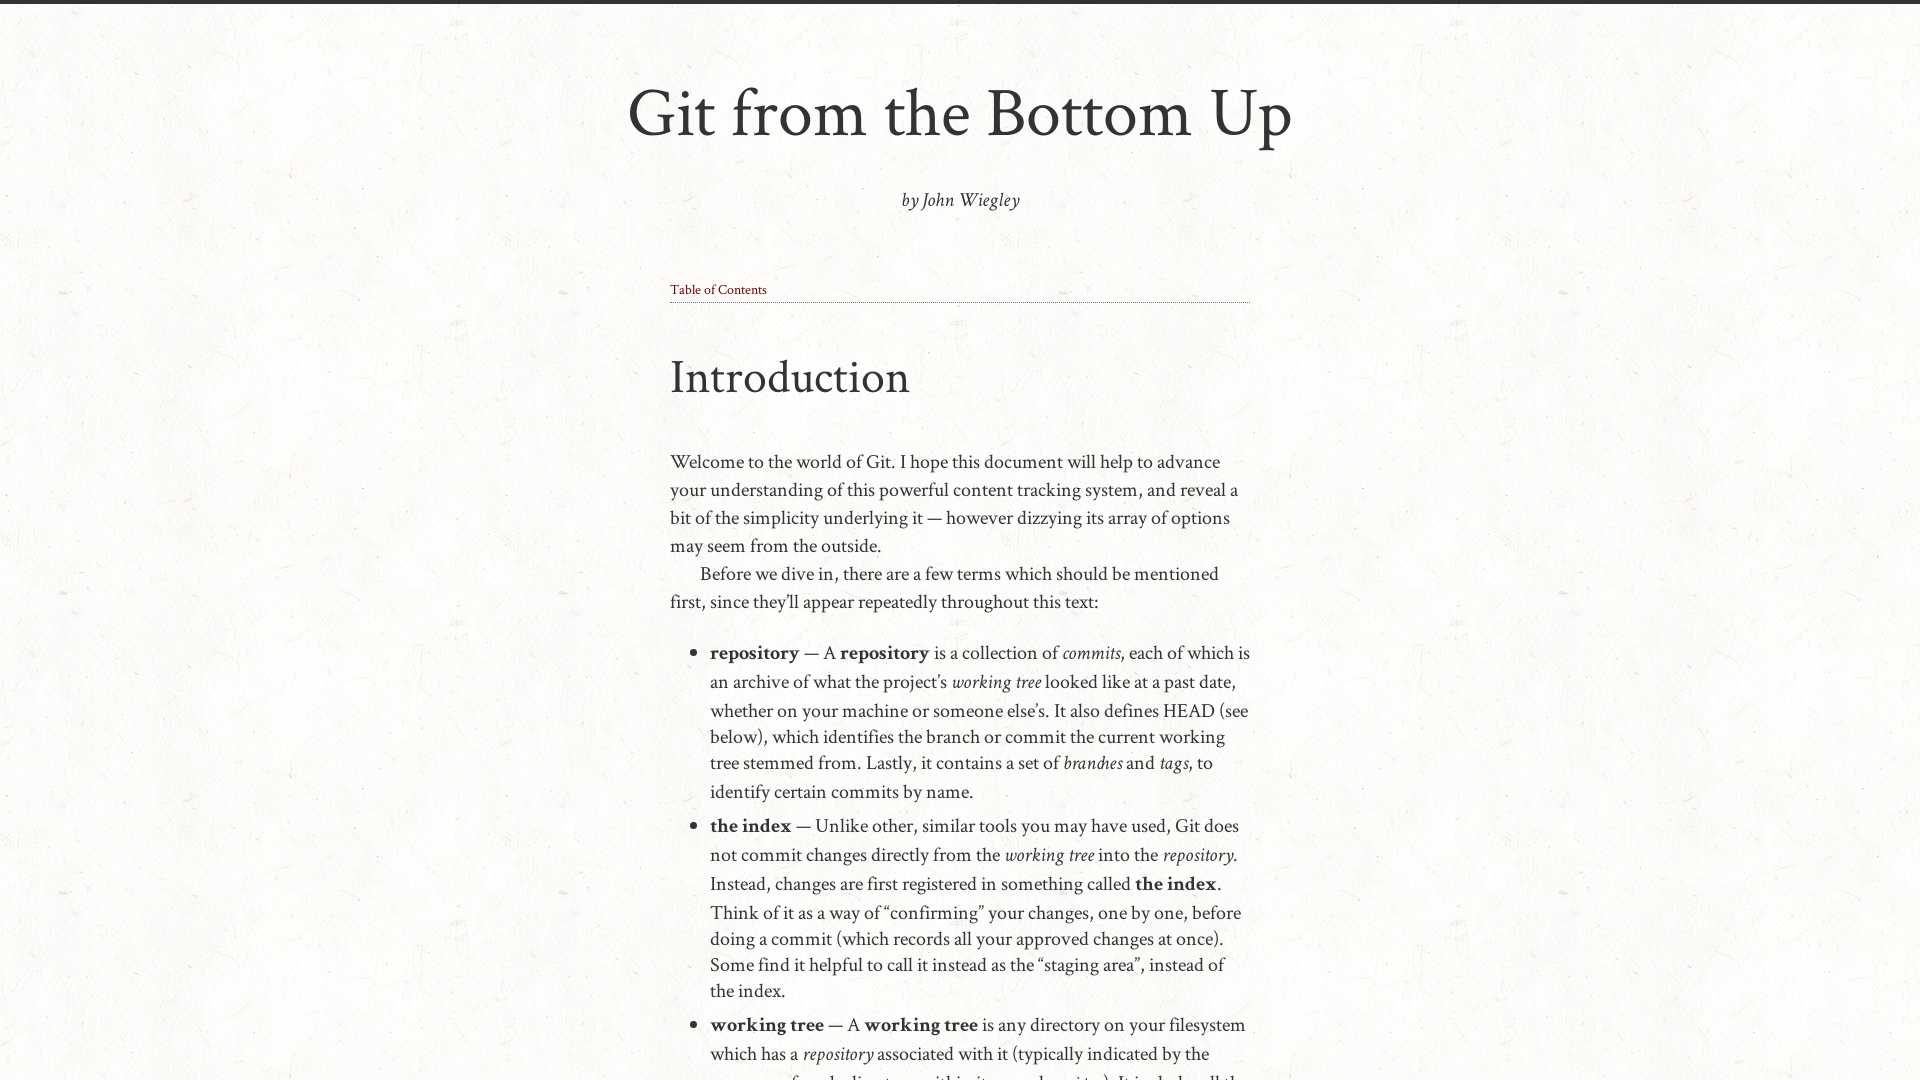 Git from the Bottom Up
by John Wiegley
Table of Contents
Introduction
Welcome to the world of Git. I hope this document will help to advance
your understanding of this powerful content tracking system, and reveal a
bit of the simplicity underlying it — however dizzying its array of options
may seem from the outside.
Before we dive in, there are a few terms which should be mentioned
first, since they’ll appear repeatedly throughout this text:
• repository — A repository is a collection of commits, each of which is
an archive of what the project’s working tree looked like at a past date,
whether on your machine or someone else’s. It also defines HEAD (see
below), which identifies the branch or commit the current working
tree stemmed from. Lastly, it contains a set of branches and tags, to
identify certain commits by name.
• the index — Unlike other, similar tools you may have used, Git does
not commit changes directly from the working tree into the repository.
Instead, changes are first registered in something called the index.
Think of it as a way of “confirming” your changes, one by one, before
doing a commit (which records all your approved changes at once).
Some find it helpful to call it instead as the “staging area”, instead of
the index.
• working tree — A working tree is any directory on your filesystem
which has a repository associated with it (typically indicated by the